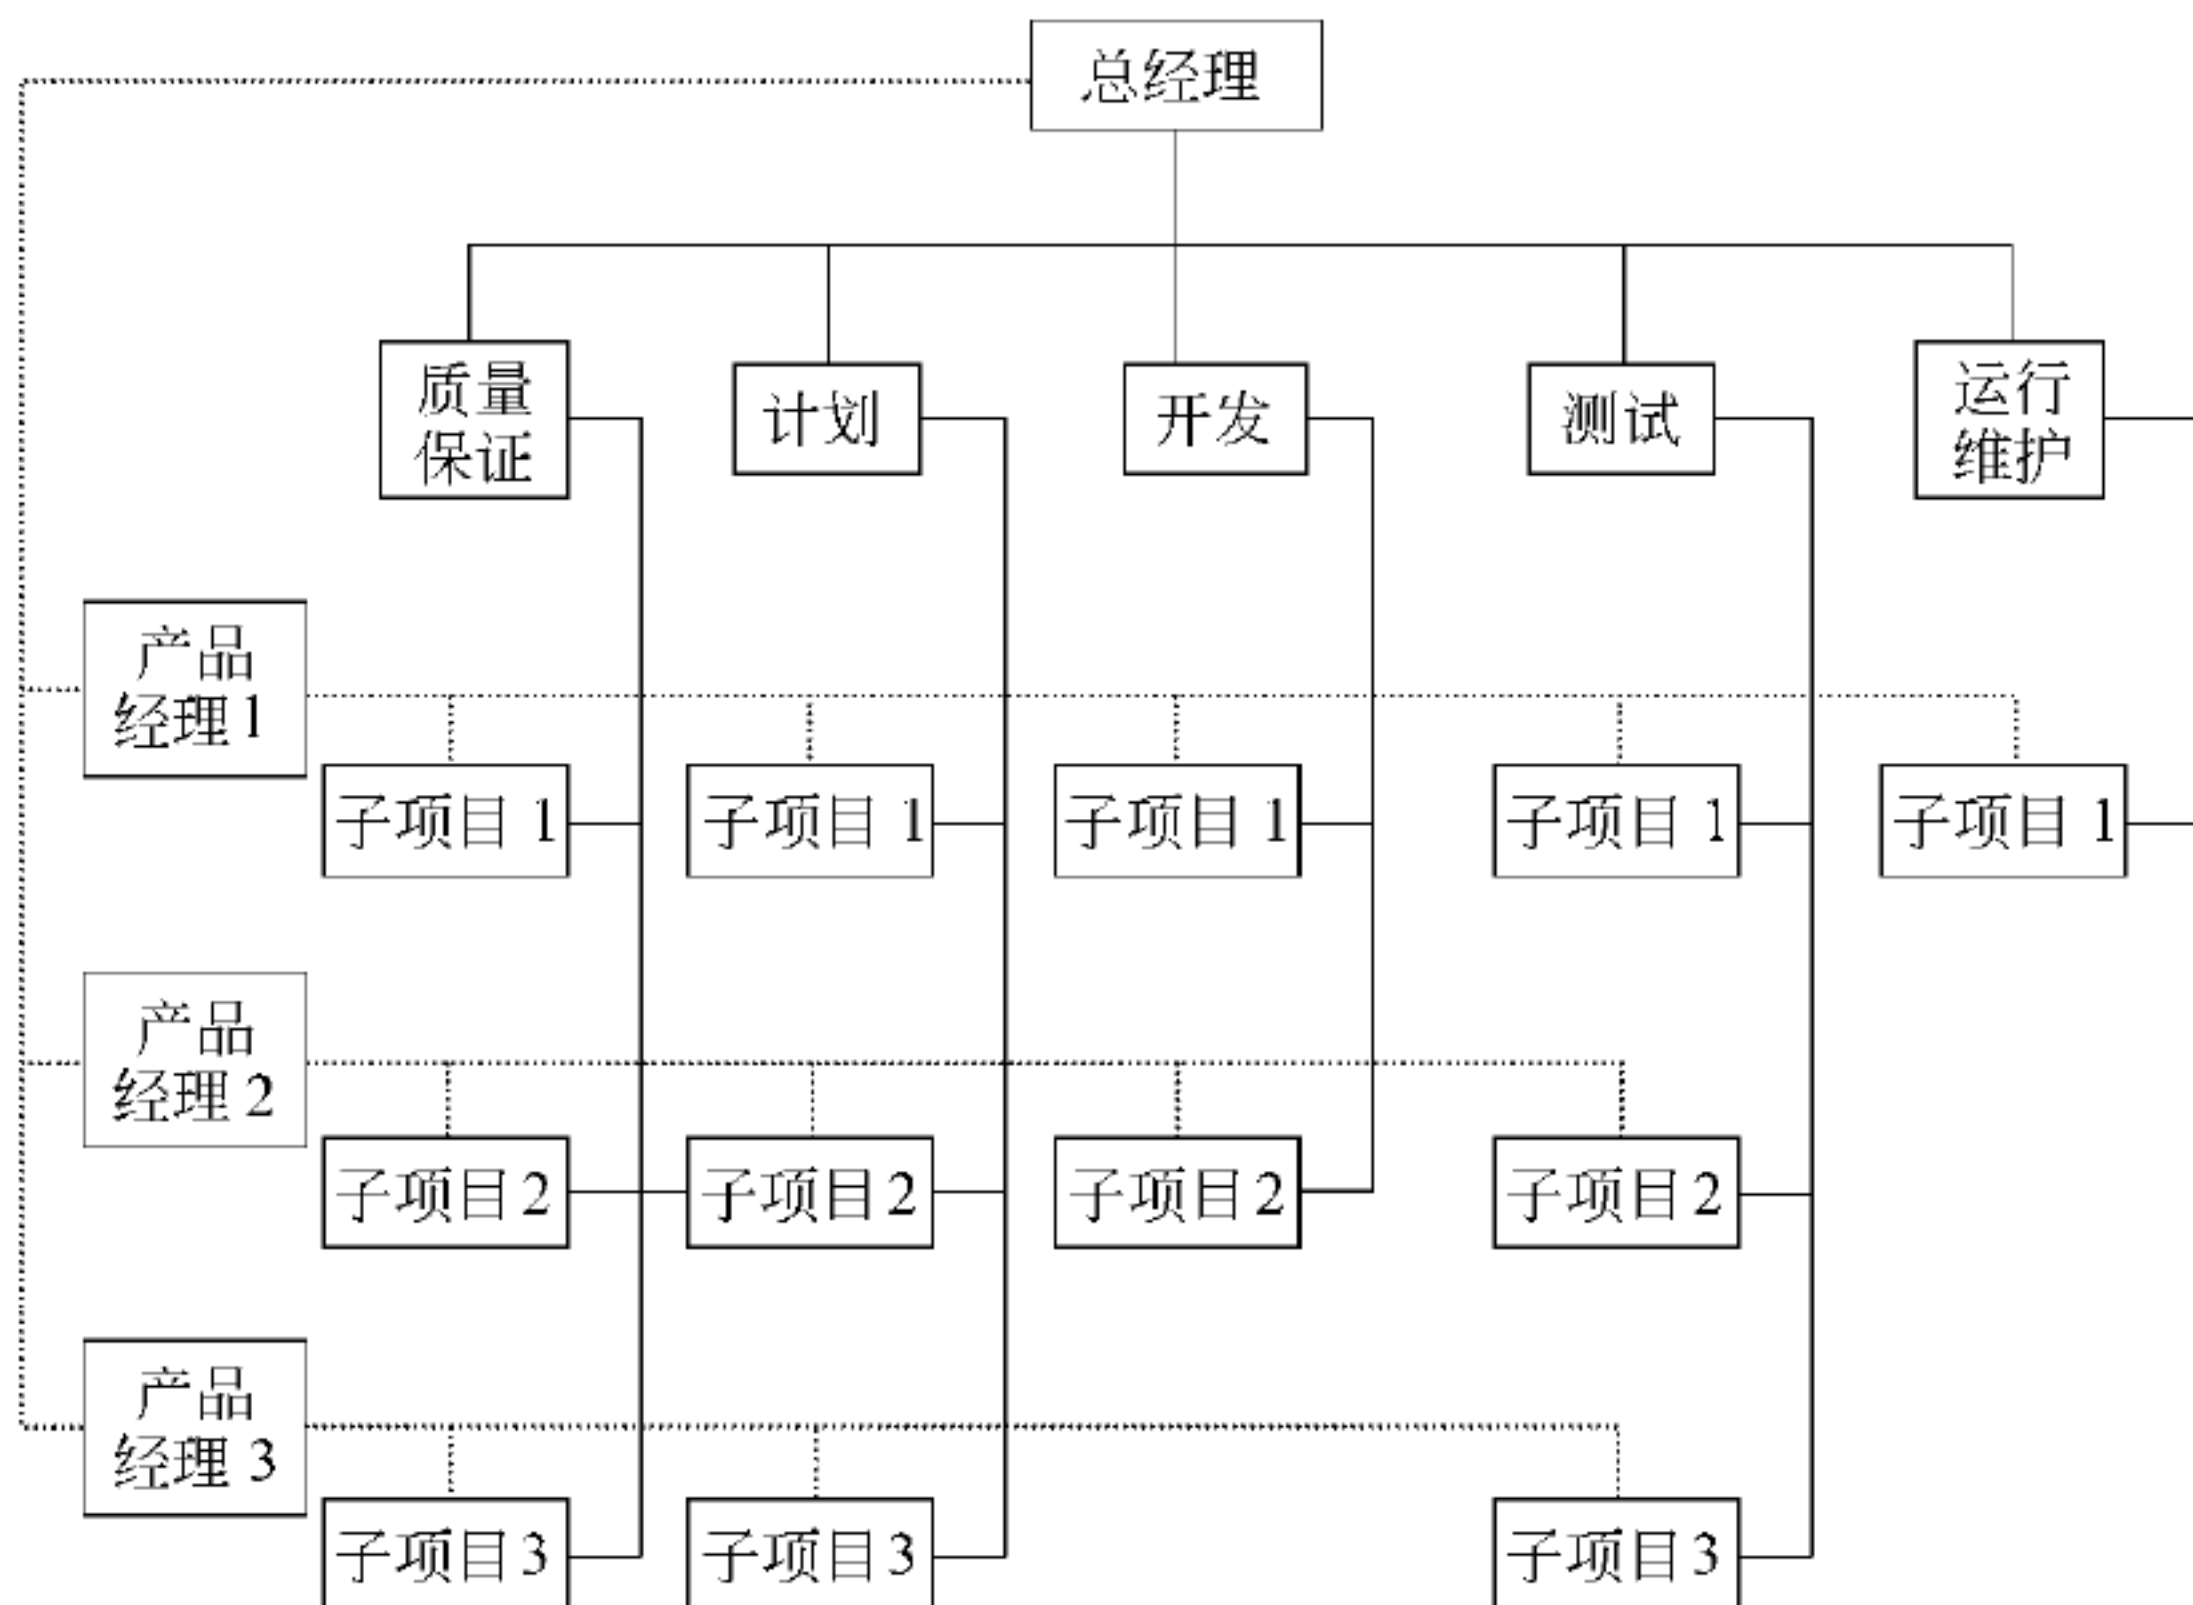 总经理
质量
保证
计划
开发
测试
运行
维护
产品
经理1
子项目1
子项目1
子项目1
子项目1
子项目1
产品
经理2
子项目2
子项目2
子项目2
子项目2
产品
经理3
子项目3
子项目3
子项目3